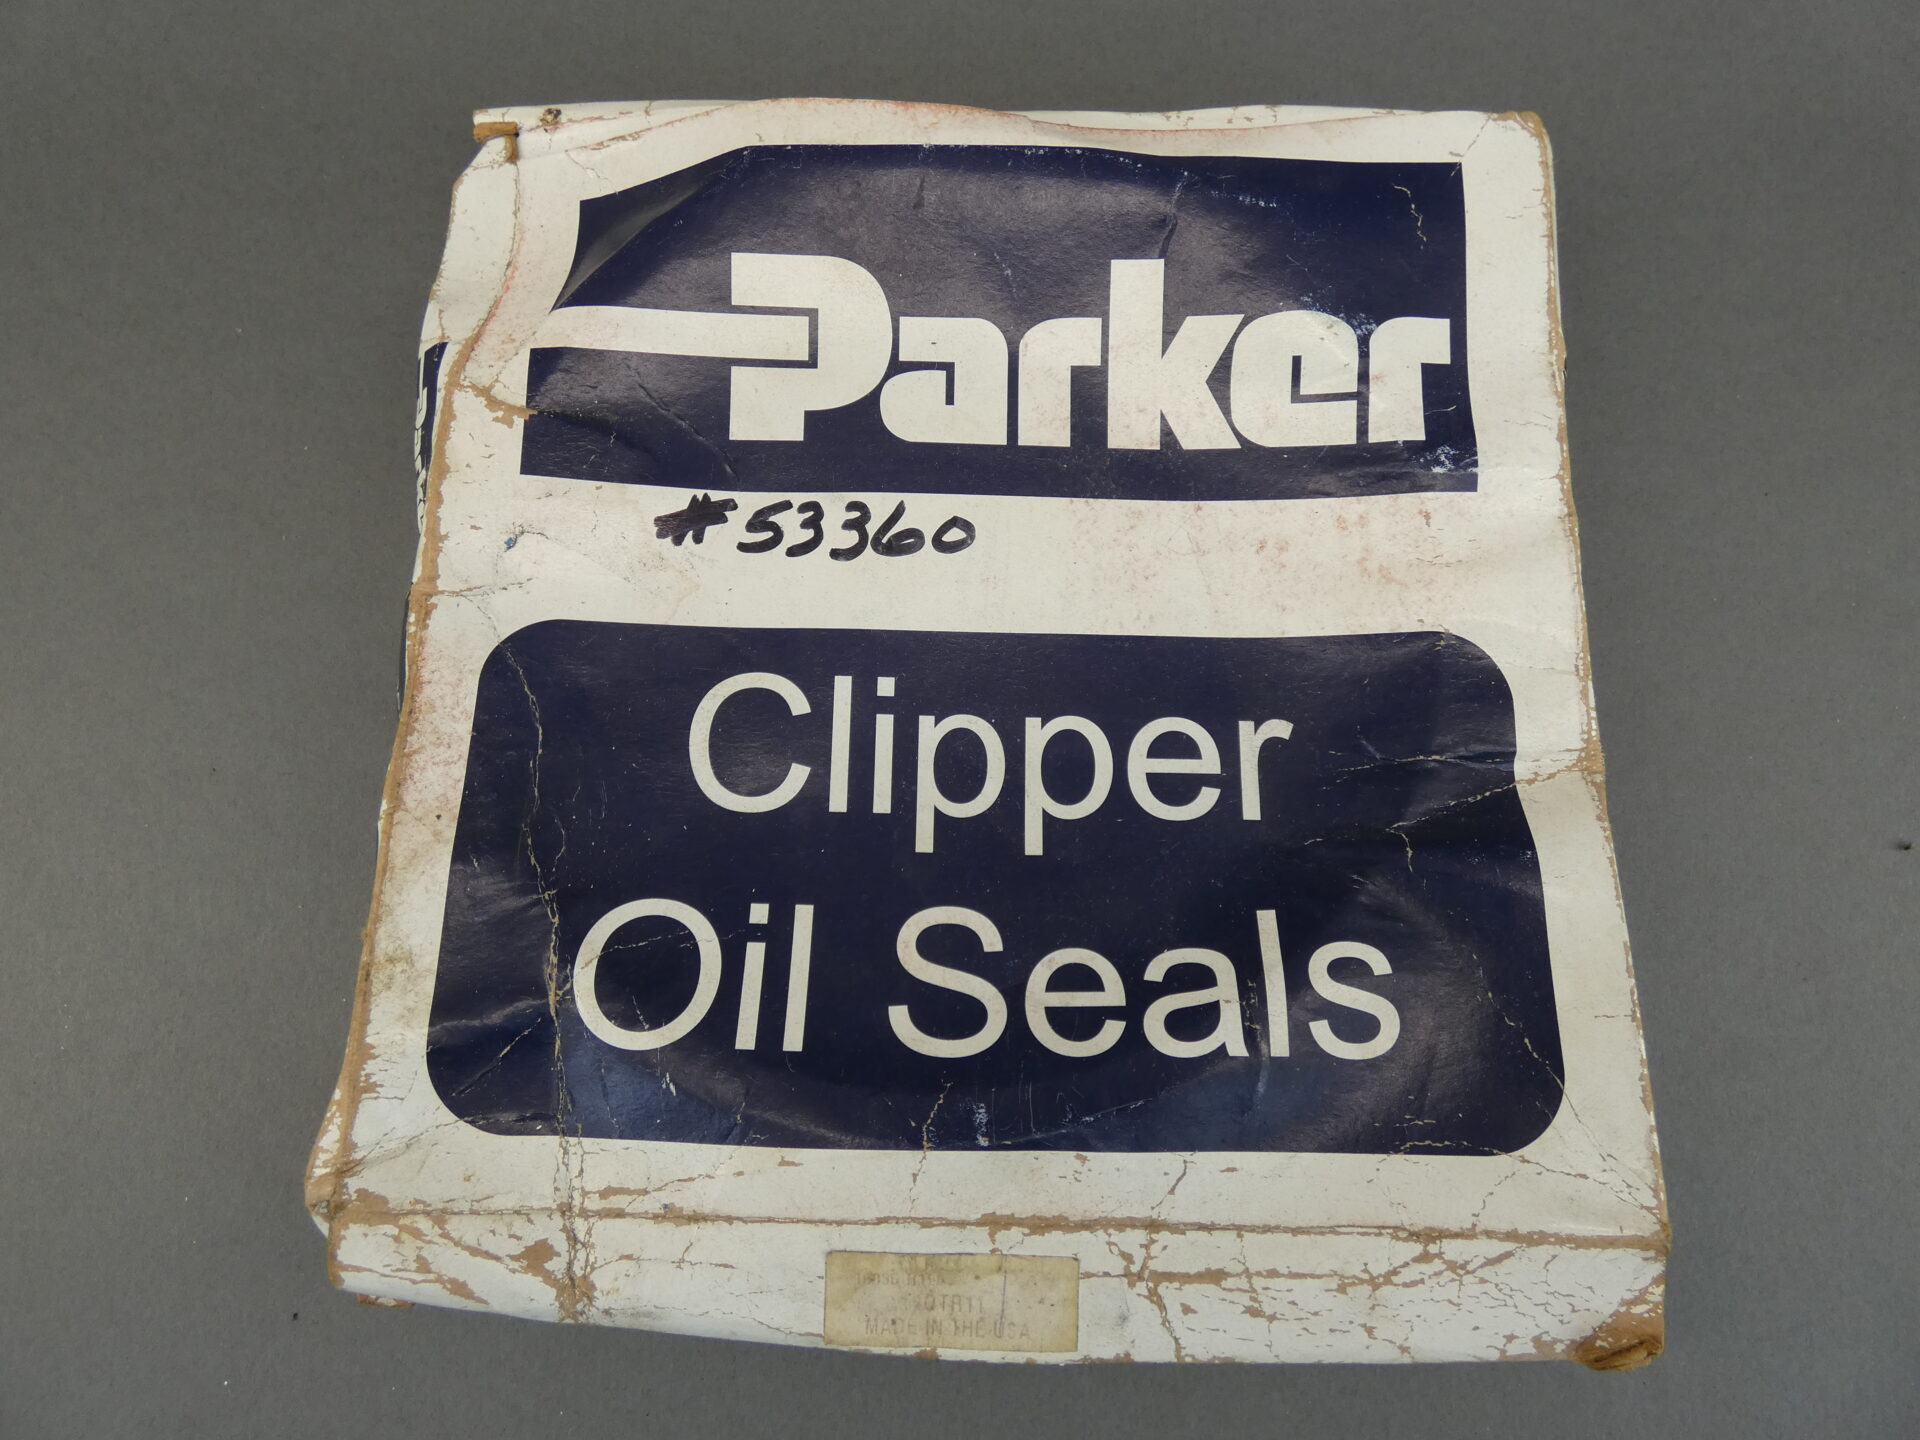 Parker
#53360
Clipper
Oil Seals
MADE IN THE USA